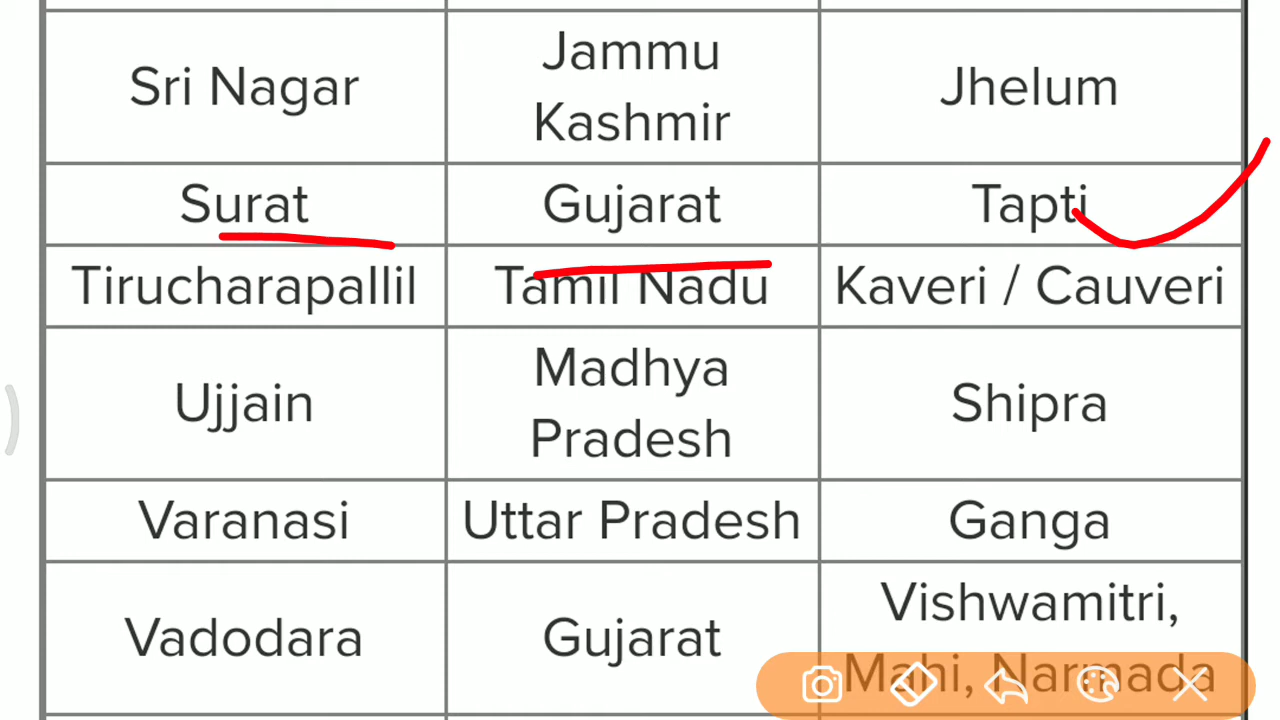 Sri Nagar
Jammu
Kashmir
Jhelum
Surat
Gujarat
Tapti
Tirucharapallil
Tamil Nadu
Kaveri / Cauveri
Ujjain
Madhya
Pradesh
Shipra
Varanasi
Uttar Pradesh
Ganga
Vadodara
Gujarat
Vishwamitri,
Mahi, Narmada